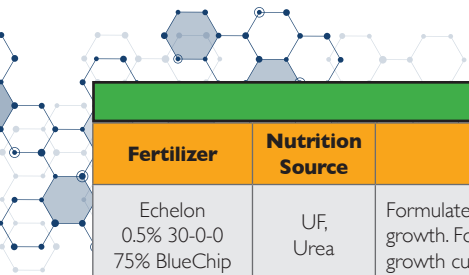 Fertilizer
Nutrition
Source
Echelon
0.5% 30-0-0
75% BlueChip
UF,
Urea
Formulate
growth. Fo
growth cu